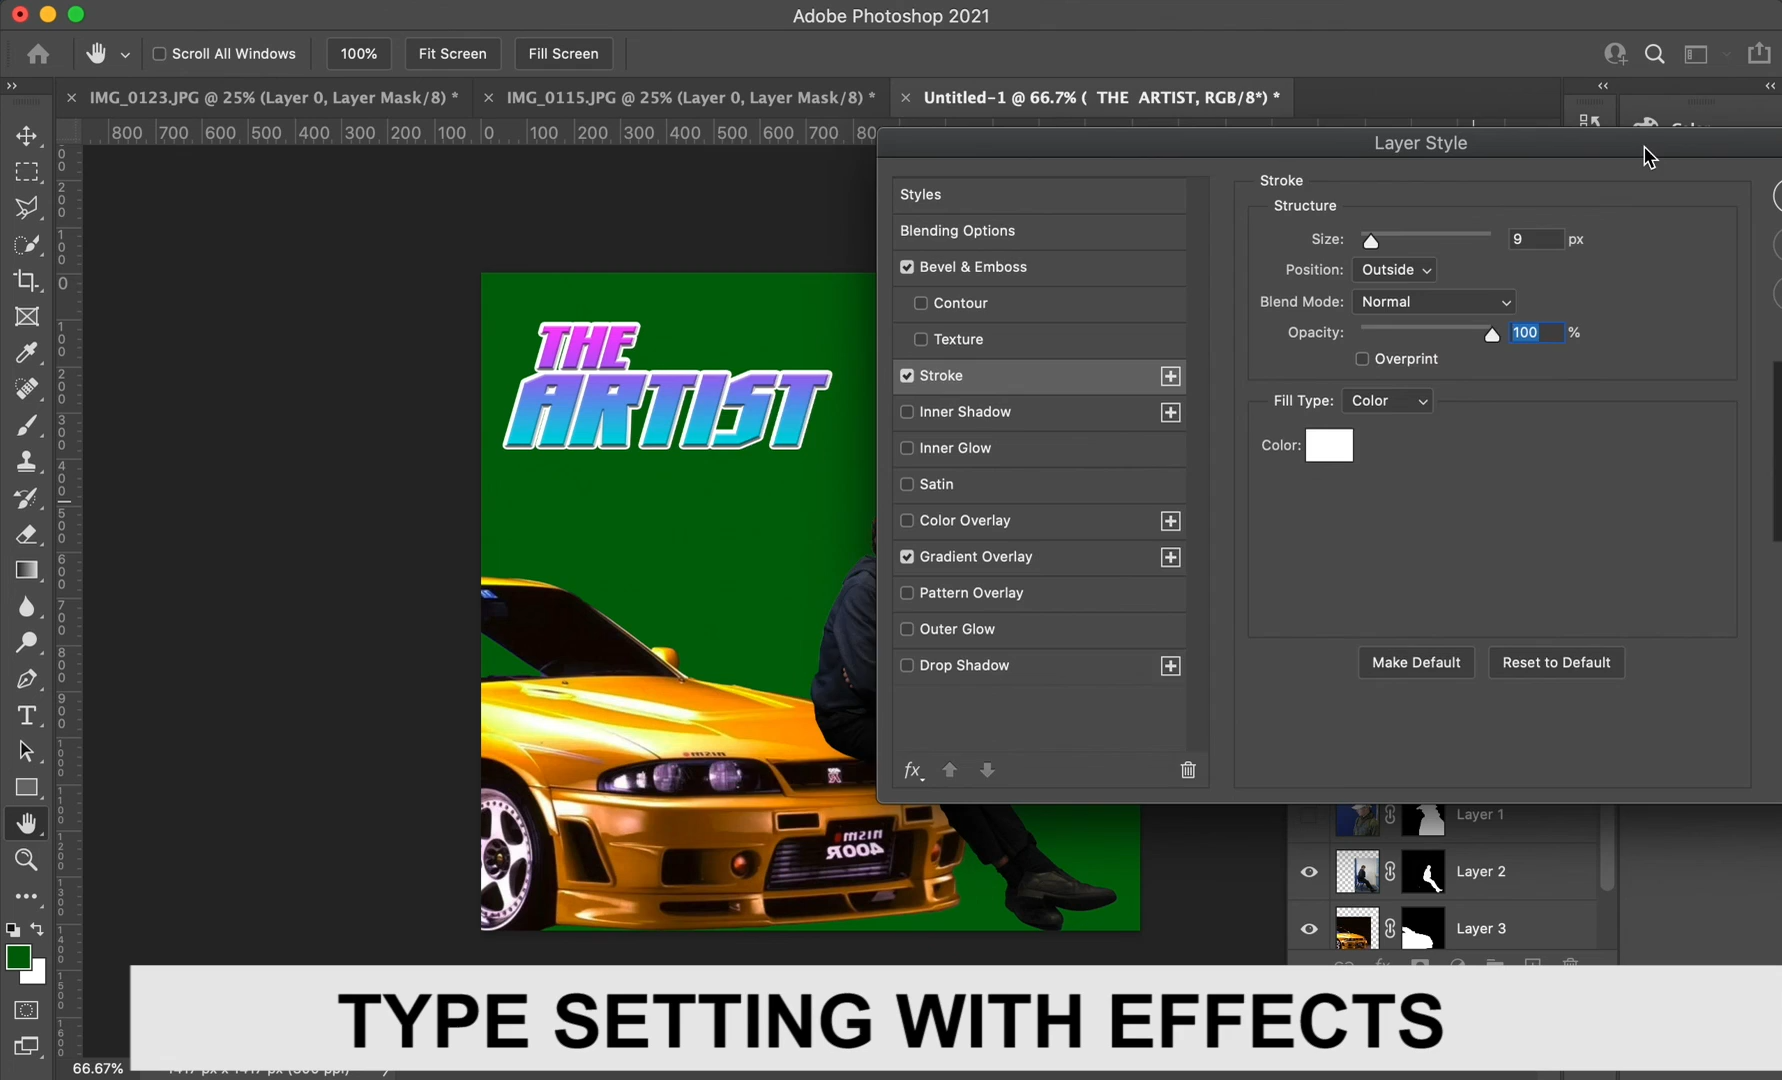 Adobe Photoshop 2021
Scroll All Windows 100% Fit Screen Fill Screen
IMG_0123.JPG @ 25% (Layer 0, Layer Mask/8) *
IMG_0115.JPG @ 25% (Layer 0, Layer Mask/8) *
Untitled-1 @ 66.7% ( THE ARTIST, RGB/8*) *
800 700 600 500 400 300 200 100 0 100 200 300 400 500 600 700 80
Layer Style
Styles
Blending Options
Bevel & Emboss
Contour
Texture
Stroke
Inner Shadow
Inner Glow
Satin
Color Overlay
Gradient Overlay
Pattern Overlay
Outer Glow
Drop Shadow
fx
Stroke
Structure
Size: 9 px
Position: Outside
Blend Mode: Normal
Opacity: 100 %
Overprint
Fill Type: Color
Color:
Make Default Reset to Default
THE
ARTIST
nismo
nismo
400R
Layer 1
Layer 2
Layer 3
TYPE SETTING WITH EFFECTS
66.67%